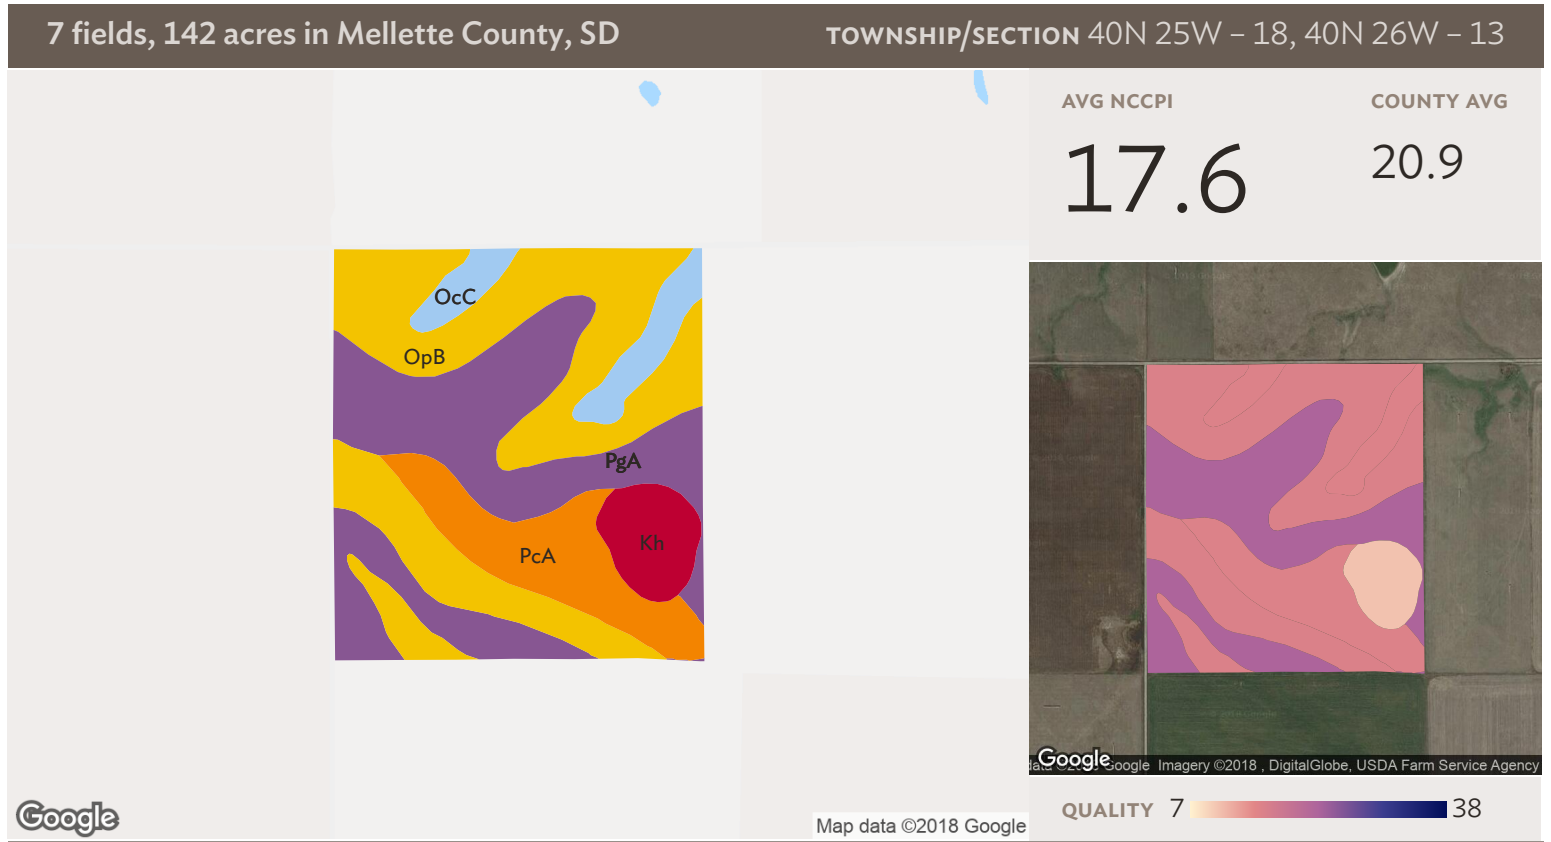 7 fields, 142 acres in Mellette County, SD
TOWNSHIP/SECTION 40N 25W – 18, 40N 26W – 13
AVG NCCPI
COUNTY AVG
17.6
20.9
OcC
OpB
PgA
Kh
PcA
Google
Map data ©2018 Google
Google
Google Imagery ©2018 , DigitalGlobe, USDA Farm Service Agency
QUALITY 7 38